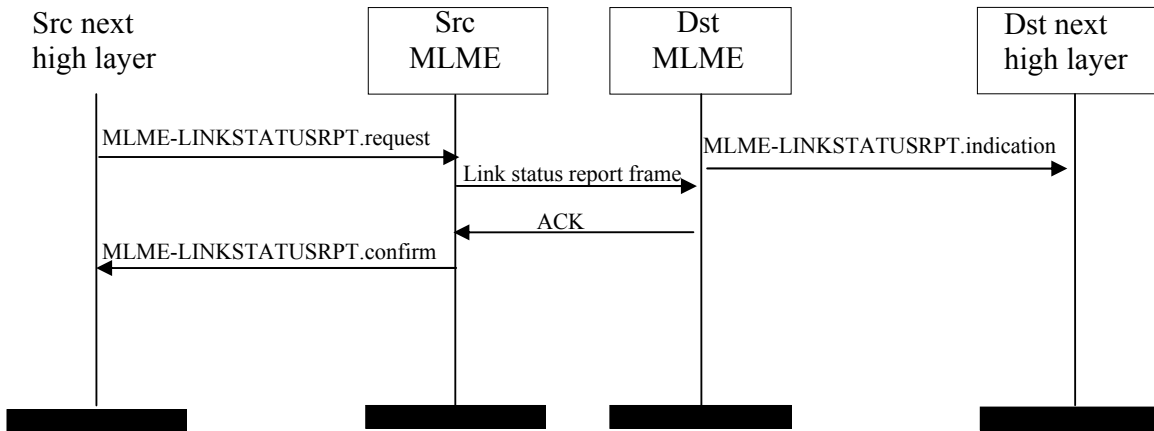 Src next
high layer
Src
MLME
Dst
MLME
Dst next
high layer
MLME-LINKSTATUSRPT.request
MLME-LINKSTATUSRPT.indication
Link status report frame
ACK
MLME-LINKSTATUSRPT.confirm